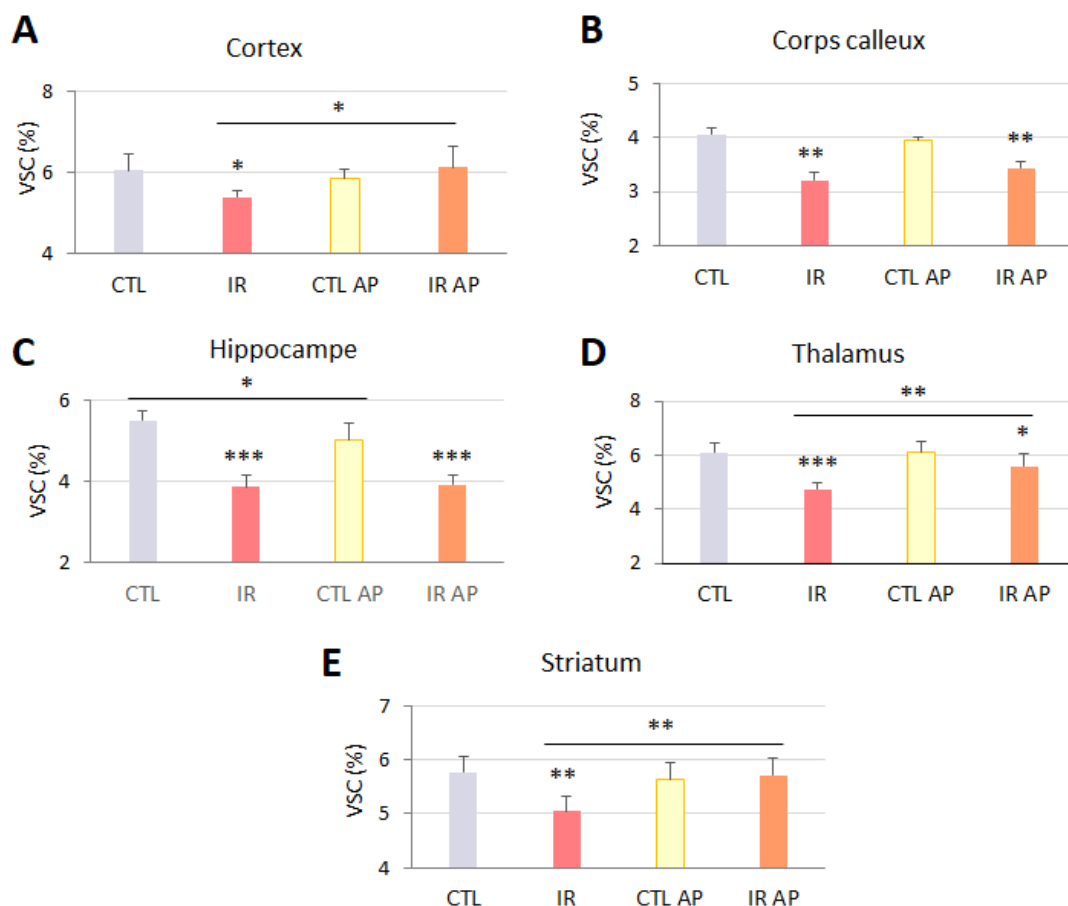 A
Cortex
8
6
4
VSC (%)
*
*
CTL
IR
CTL AP
IR AP
B
Corps calleux
5
4
3
2
VSC (%)
**
**
CTL
IR
CTL AP
IR AP
C
Hippocampe
6
4
2
VSC (%)
*
***
***
CTL
IR
CTL AP
IR AP
D
Thalamus
8
6
4
2
VSC (%)
**
***
*
CTL
IR
CTL AP
IR AP
E
Striatum
7
6
5
4
VSC (%)
**
**
CTL
IR
CTL AP
IR AP